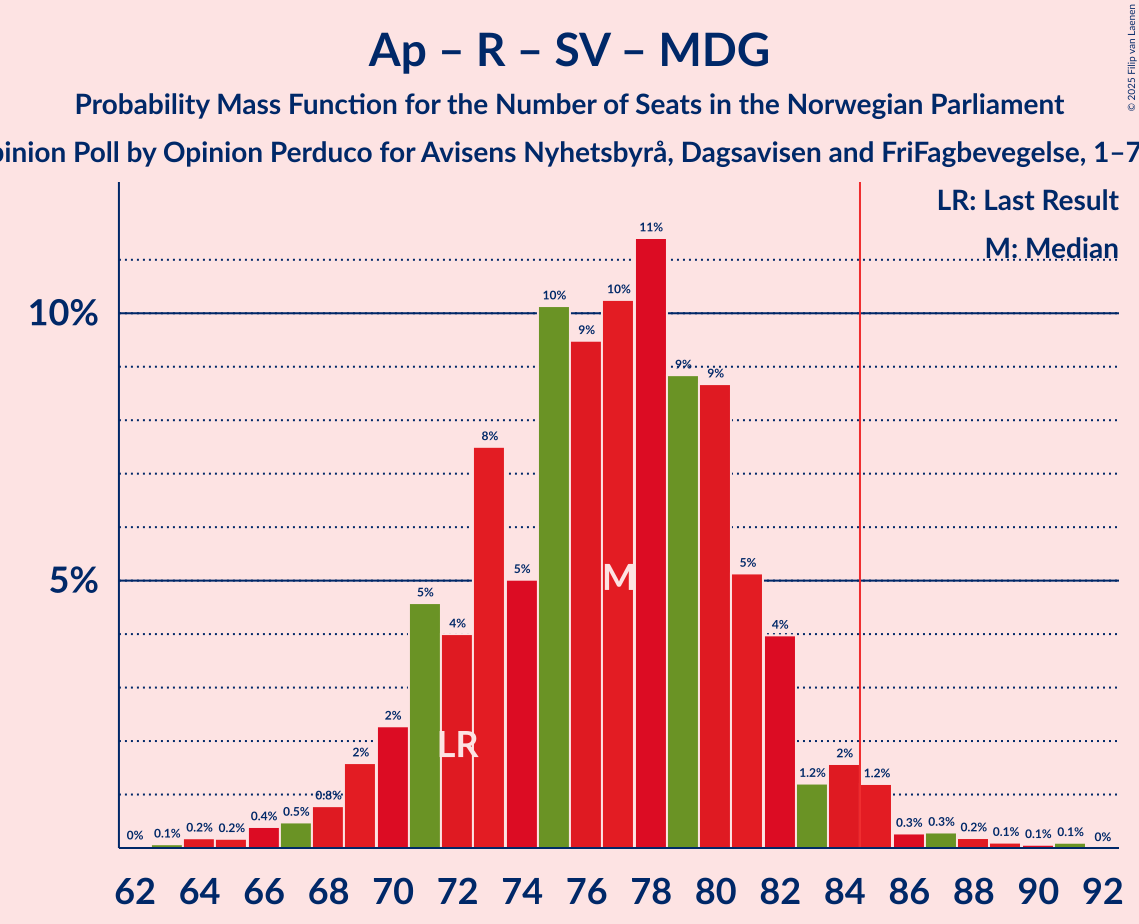 Ap – R – SV – MDG
Probability Mass Function for the Number of Seats in the Norwegian Parliament
Opinion Poll by Opinion Perduco for Avisens Nyhetsbyrå, Dagsavisen and FriFagbevegelse, 1–7
© 2025 Filip van Laenen
LR: Last Result
M: Median
10%
5%
0% 0.1% 0.2% 0.2% 0.4% 0.5% 0.8% 2% 2% 5% 4% 8% 5% 10% 9% 10% 11% 9% 9% 5% 4% 1.2% 2% 1.2% 0.3% 0.3% 0.2% 0.1% 0.1% 0.1% 0%
LR
M
62 64 66 68 70 72 74 76 78 80 82 84 86 88 90 92